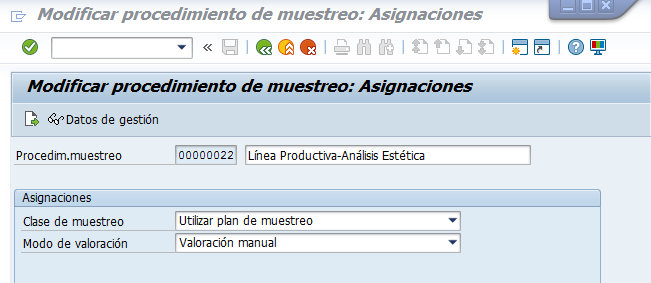 Modificar procedimiento de muestreo: Asignaciones
Modificar procedimiento de muestreo: Asignaciones
Datos de gestión
Procedim.muestreo 00000022 Línea Productiva-Análisis Estética
Asignaciones
Clase de muestreo Utilizar plan de muestreo
Modo de valoración Valoración manual